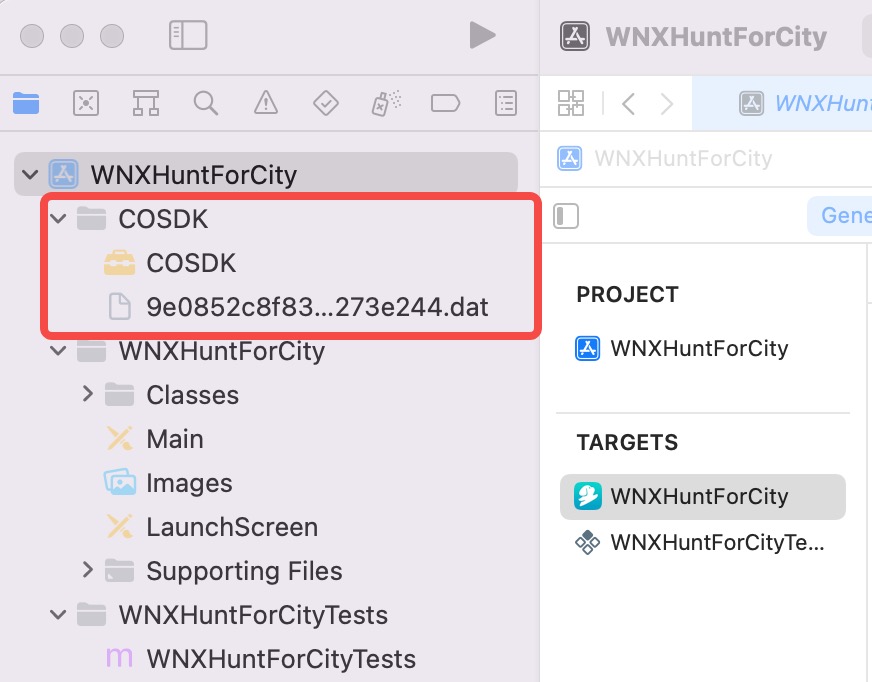 WNXHuntForCity
WNXHunt
WNXHuntForCity
WNXHuntForCity
COSDK
Gene
COSDK
PROJECT
9e0852c8f83...273e244.dat
WNXHuntForCity
WNXHuntForCity
Classes
Main
TARGETS
Images
WNXHuntForCity
LaunchScreen
WNXHuntForCityTe...
Supporting Files
WNXHuntForCityTests
m WNXHuntForCityTests